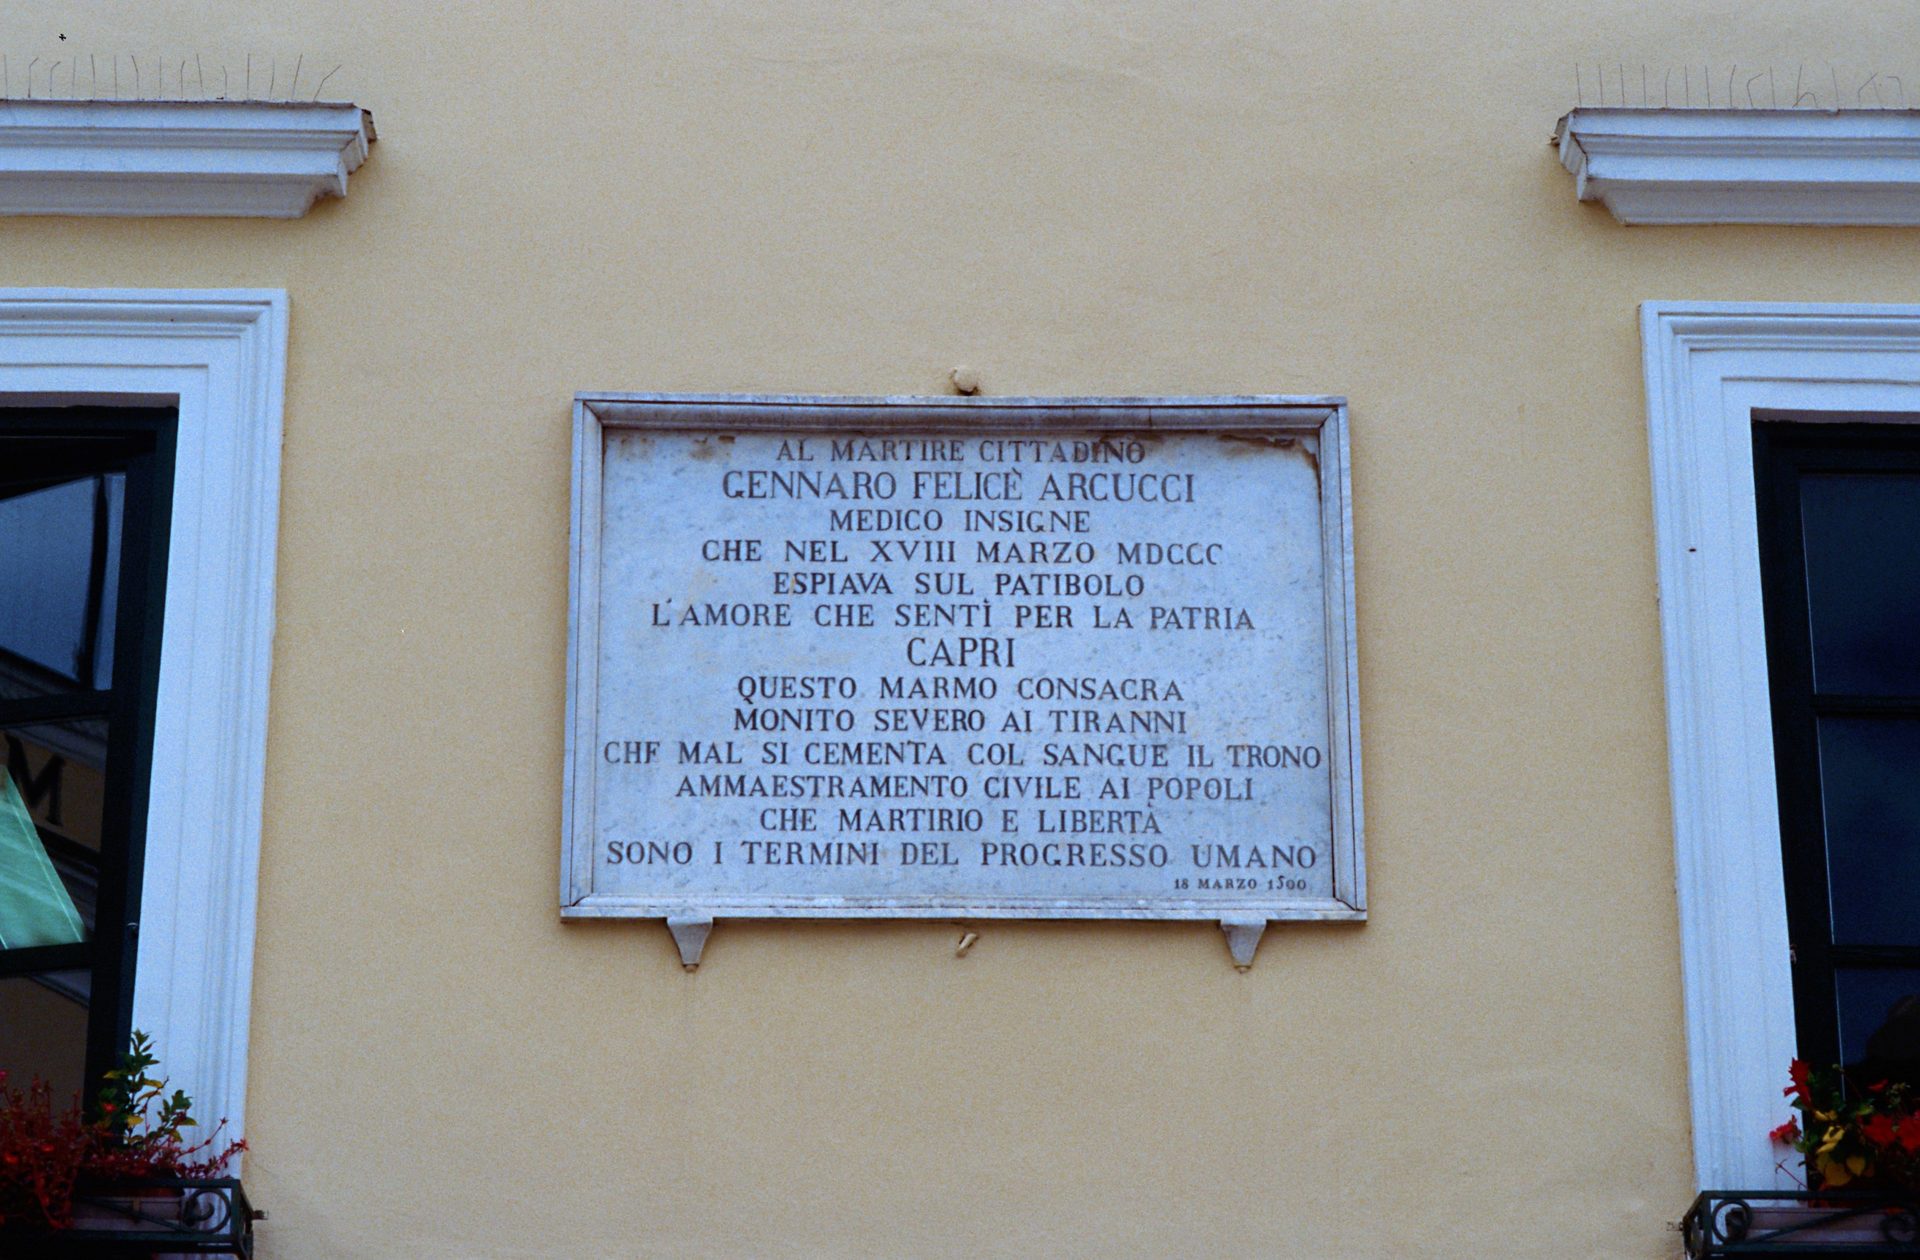 AL MARTIRE CITTADINO
GENNARO FELICÈ ARCUCCI
MEDICO INSIGNE
CHE NEL XVIII MARZO MDCCC
ESPIAVA SUL PATIBOLO
L'AMORE CHE SENTÌ PER LA PATRIA
CAPRI
QUESTO MARMO CONSACRA
MONITO SEVERO AI TIRANNI
CHE MAL SI CEMENTA COL SANGUE IL TRONO
AMMAESTRAMENTO CIVILE AI POPOLI
CHE MARTIRIO E LIBERTÀ
SONO I TERMINI DEL PROGRESSO UMANO
18 MARZO 1500
M